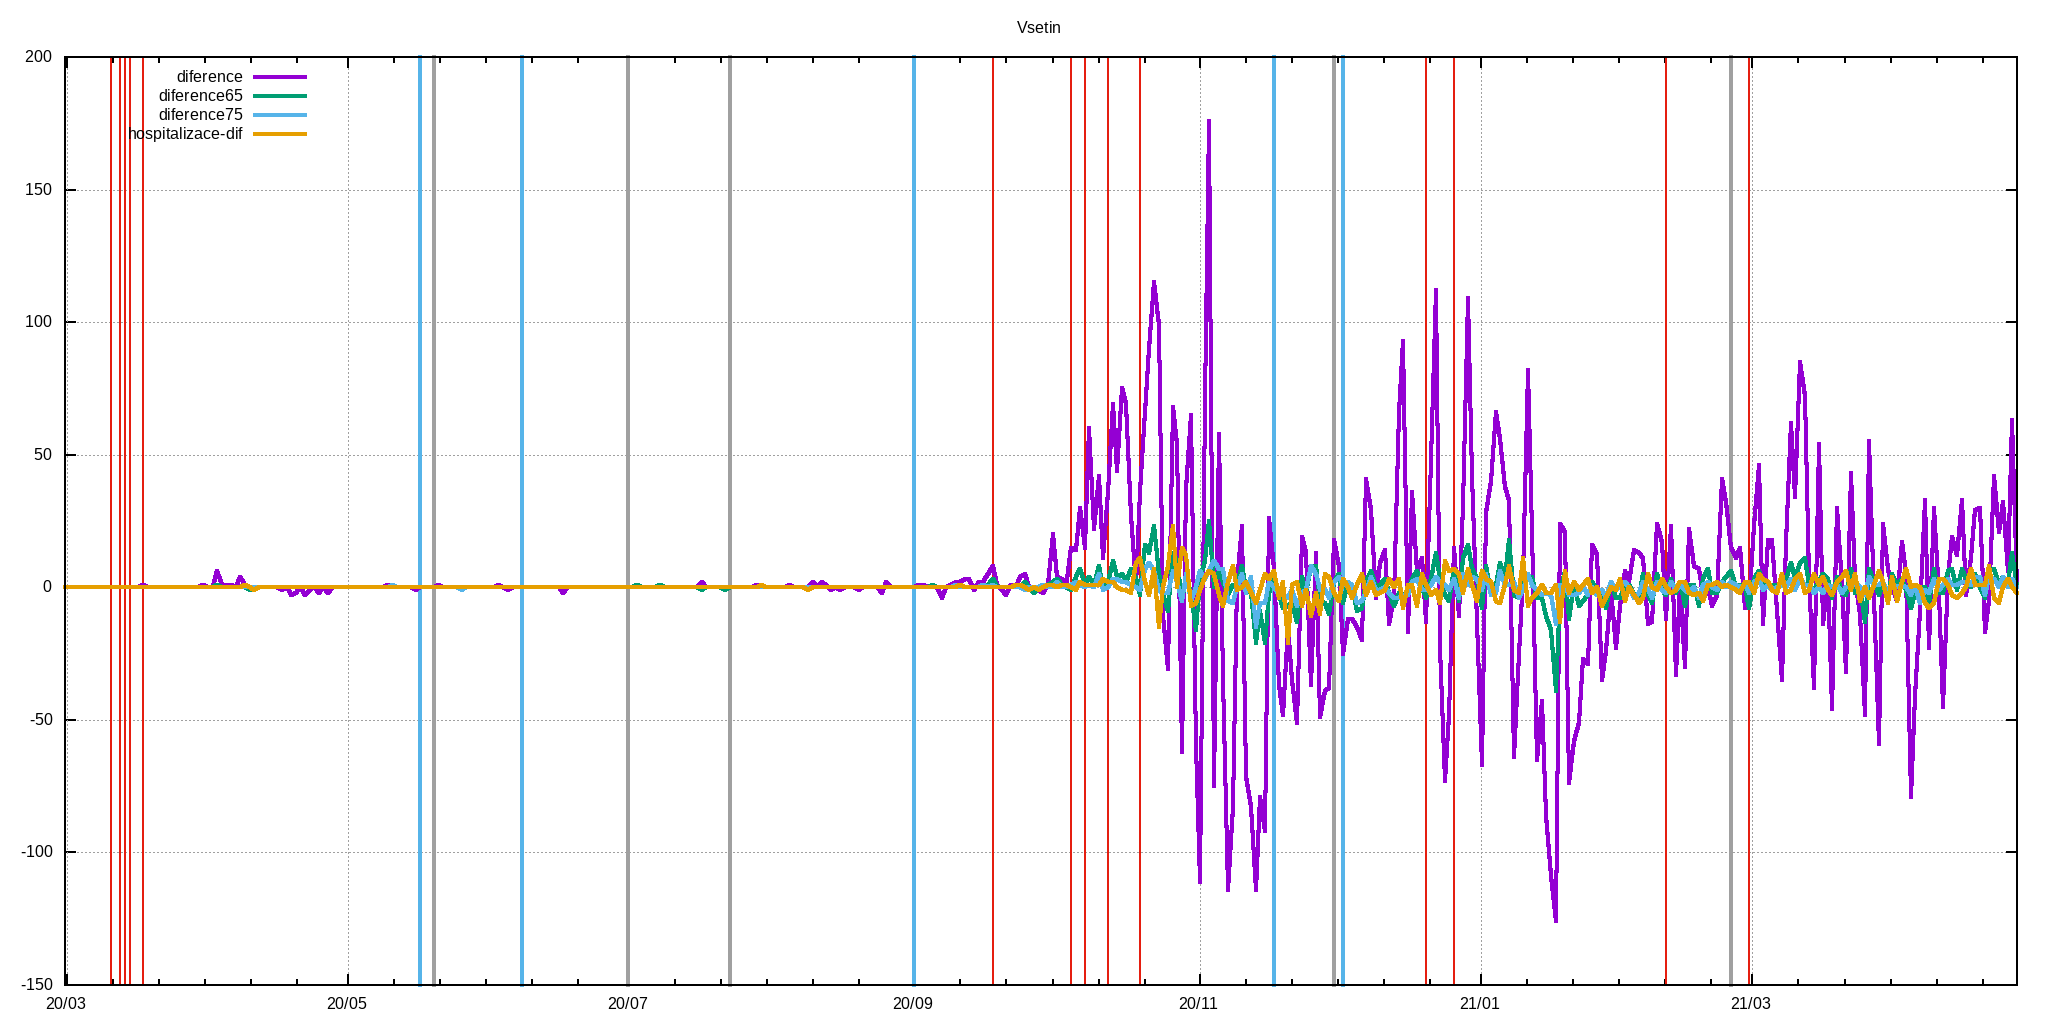 Vsetin
200
diference
diference65
diference75
hospitalizace-dif
150
100
50
0
-50
-100
-150
20/03 20/05 20/07 20/09 20/11 21/01 21/03